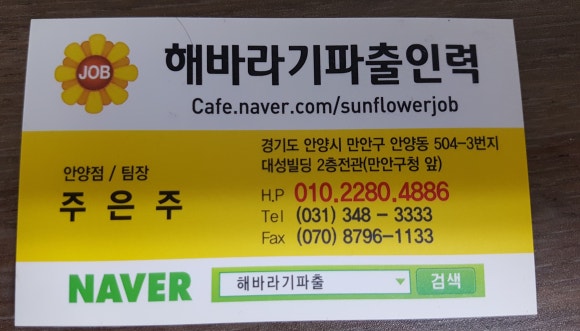 JOB
해바라기파출인력
Cafe.naver.com/sunflowerjob
경기도 안양시 만안구 안양동 504-3번지
대성빌딩 2층전관(만안구청 앞)
안양점 / 팀장
주 은 주
H.P 010.2280.4886
Tel (031) 348 - 3333
Fax (070) 8796-1133
NAVER 해바라기파출 검색